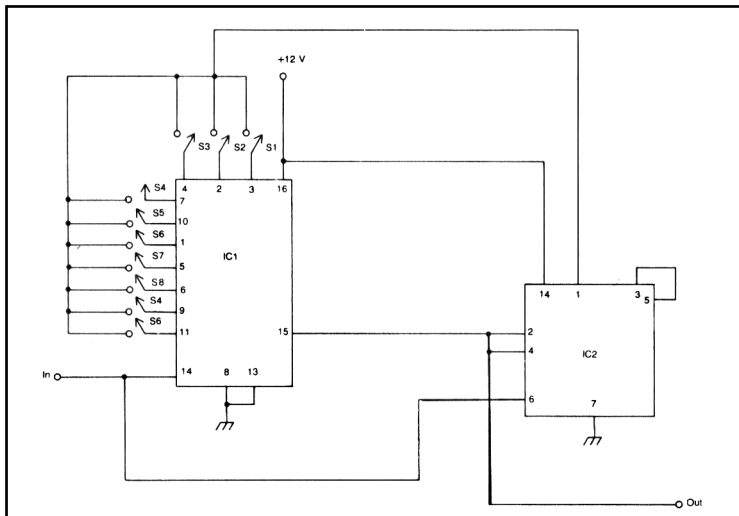 +12 V
S3 S2 S1
4 2 3 16
7 S4
10 S5
1 S6
5 S7
6 S8
9 S4
11 S6
IC1
15
14 8 13
In
14 1 3
5
2
4
IC2
6
7
Out